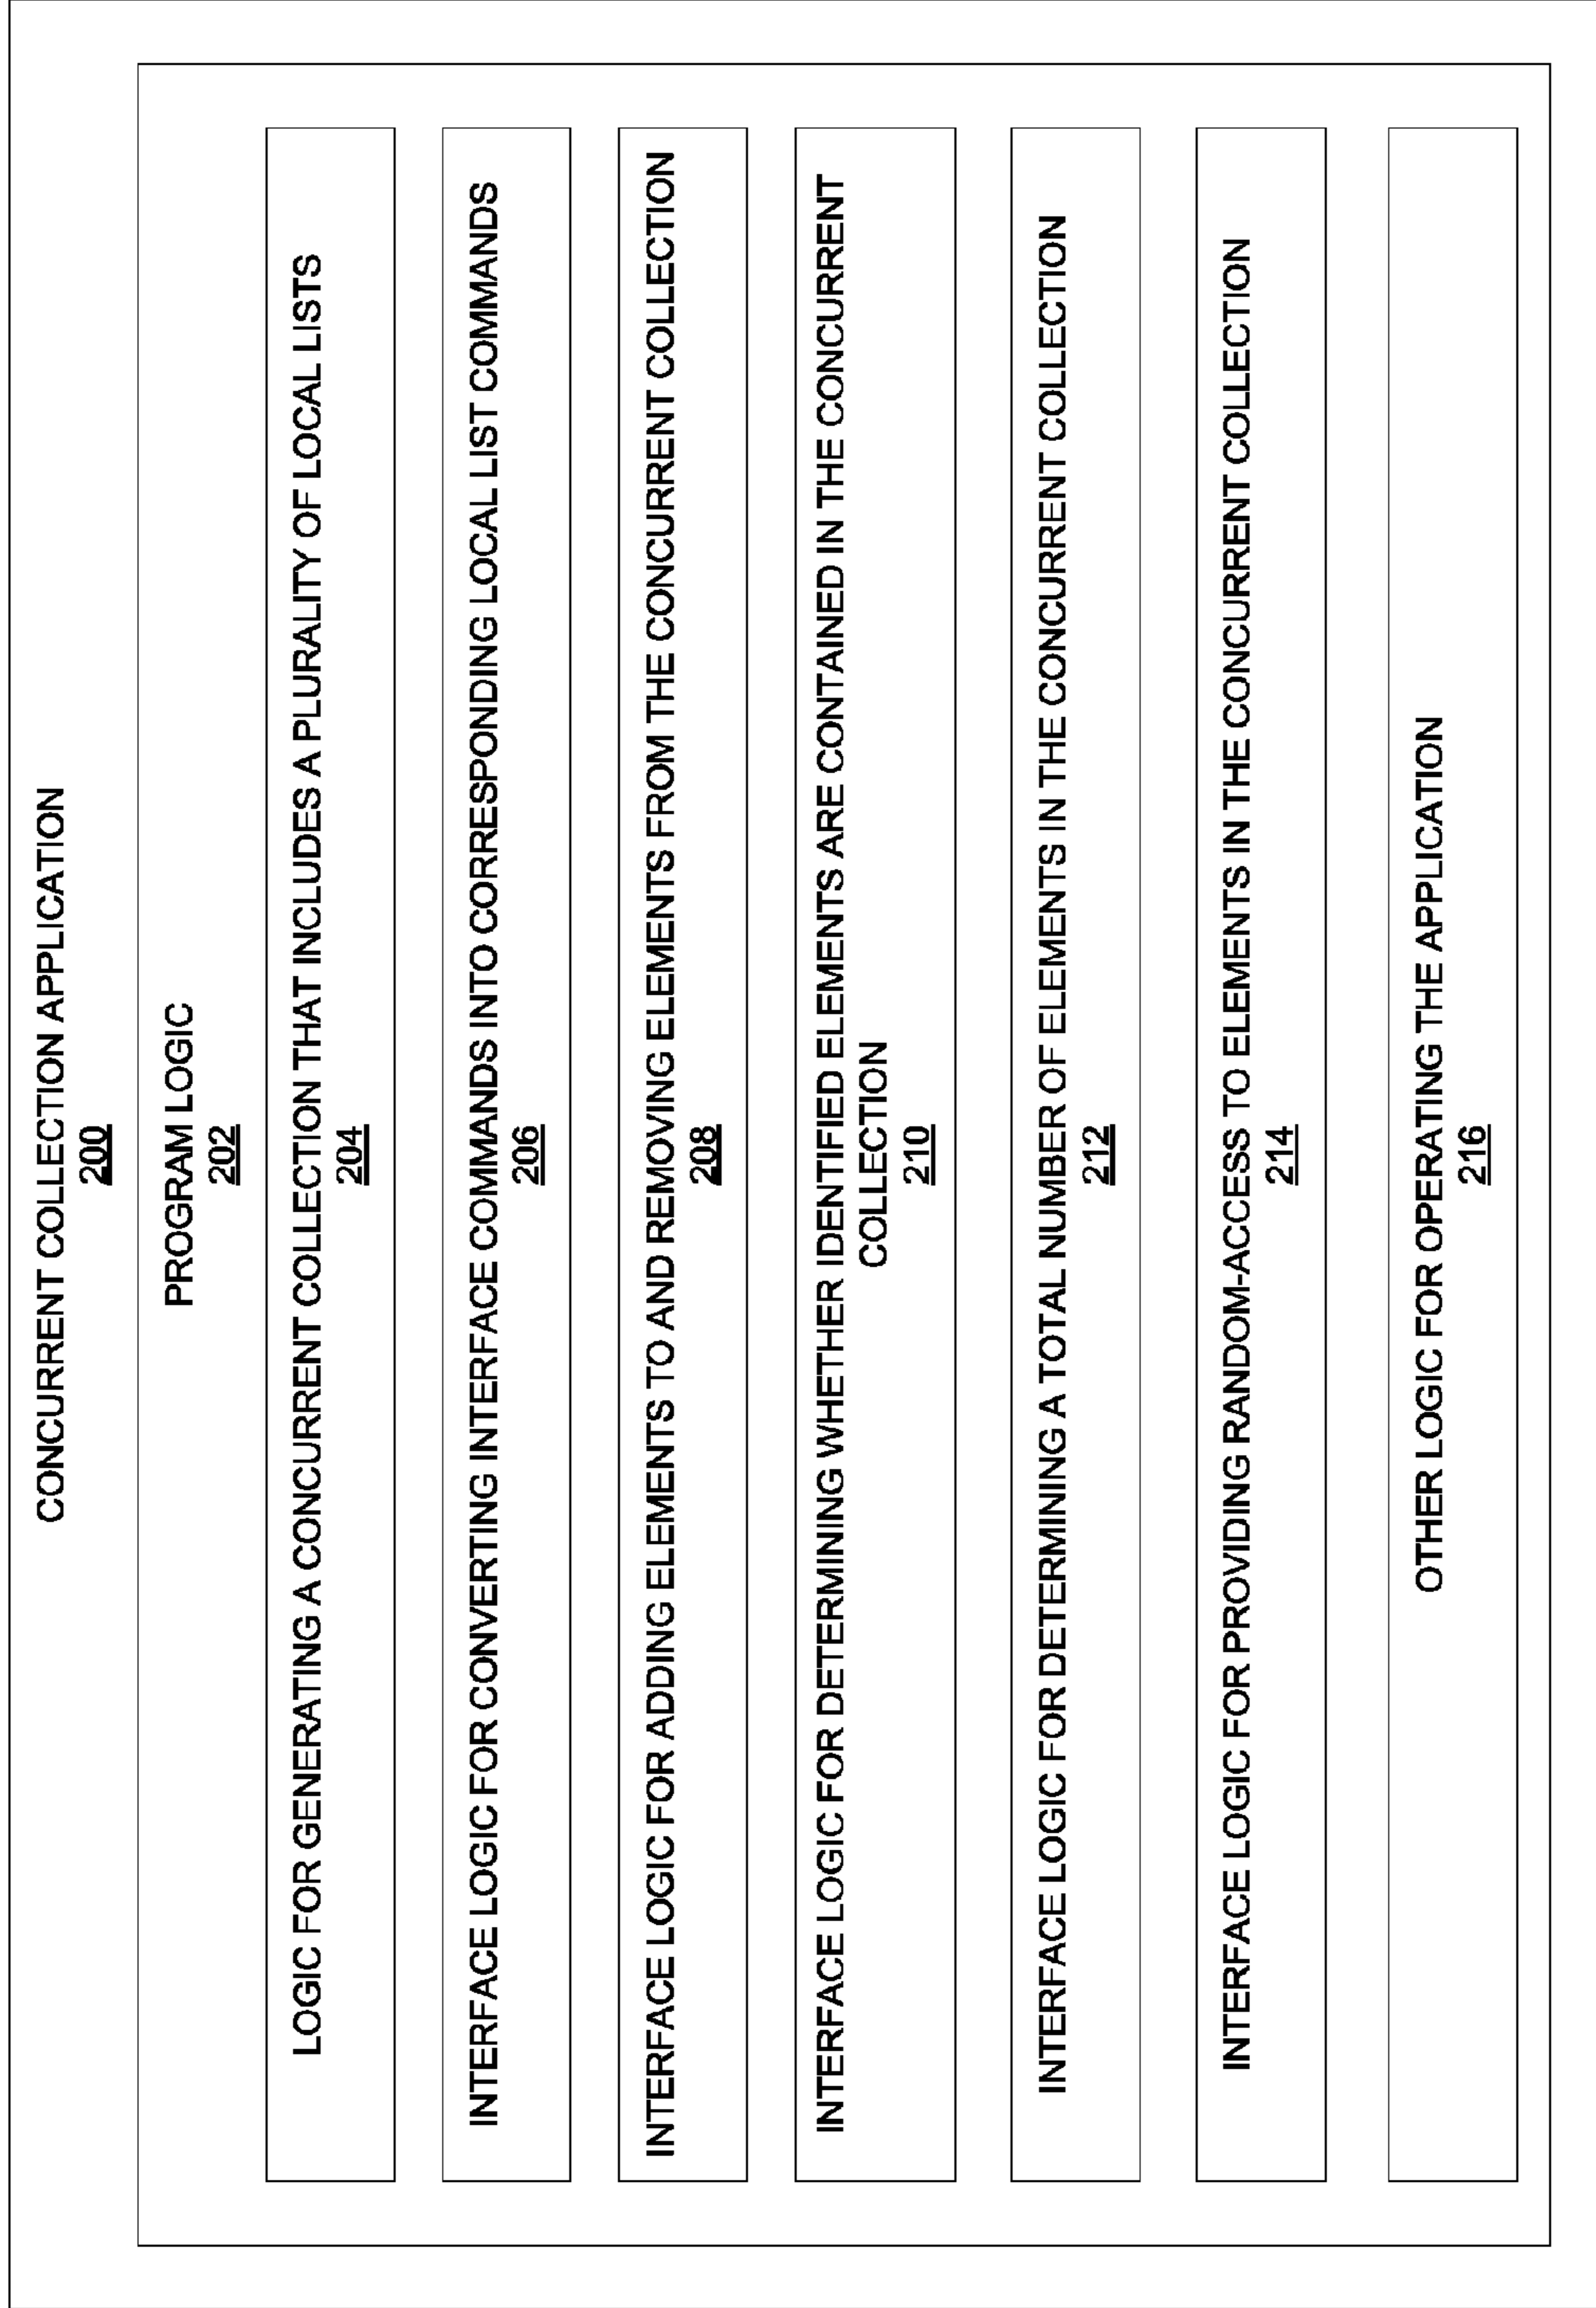 CONCURRENT COLLECTION APPLICATION
200
PROGRAM LOGIC
202
LOGIC FOR GENERATING A CONCURRENT COLLECTION THAT INCLUDES A PLURALITY OF LOCAL LISTS
204
INTERFACE LOGIC FOR CONVERTING INTERFACE COMMANDS INTO CORRESPONDING LOCAL LIST COMMANDS
206
INTERFACE LOGIC FOR ADDING ELEMENTS TO AND REMOVING ELEMENTS FROM THE CONCURRENT COLLECTION
208
INTERFACE LOGIC FOR DETERMINING WHETHER IDENTIFIED ELEMENTS ARE CONTAINED IN THE CONCURRENT
COLLECTION
210
INTERFACE LOGIC FOR DETERMINING A TOTAL NUMBER OF ELEMENTS IN THE CONCURRENT COLLECTION
212
INTERFACE LOGIC FOR PROVIDING RANDOM-ACCESS TO ELEMENTS IN THE CONCURRENT COLLECTION
214
OTHER LOGIC FOR OPERATING THE APPLICATION
216